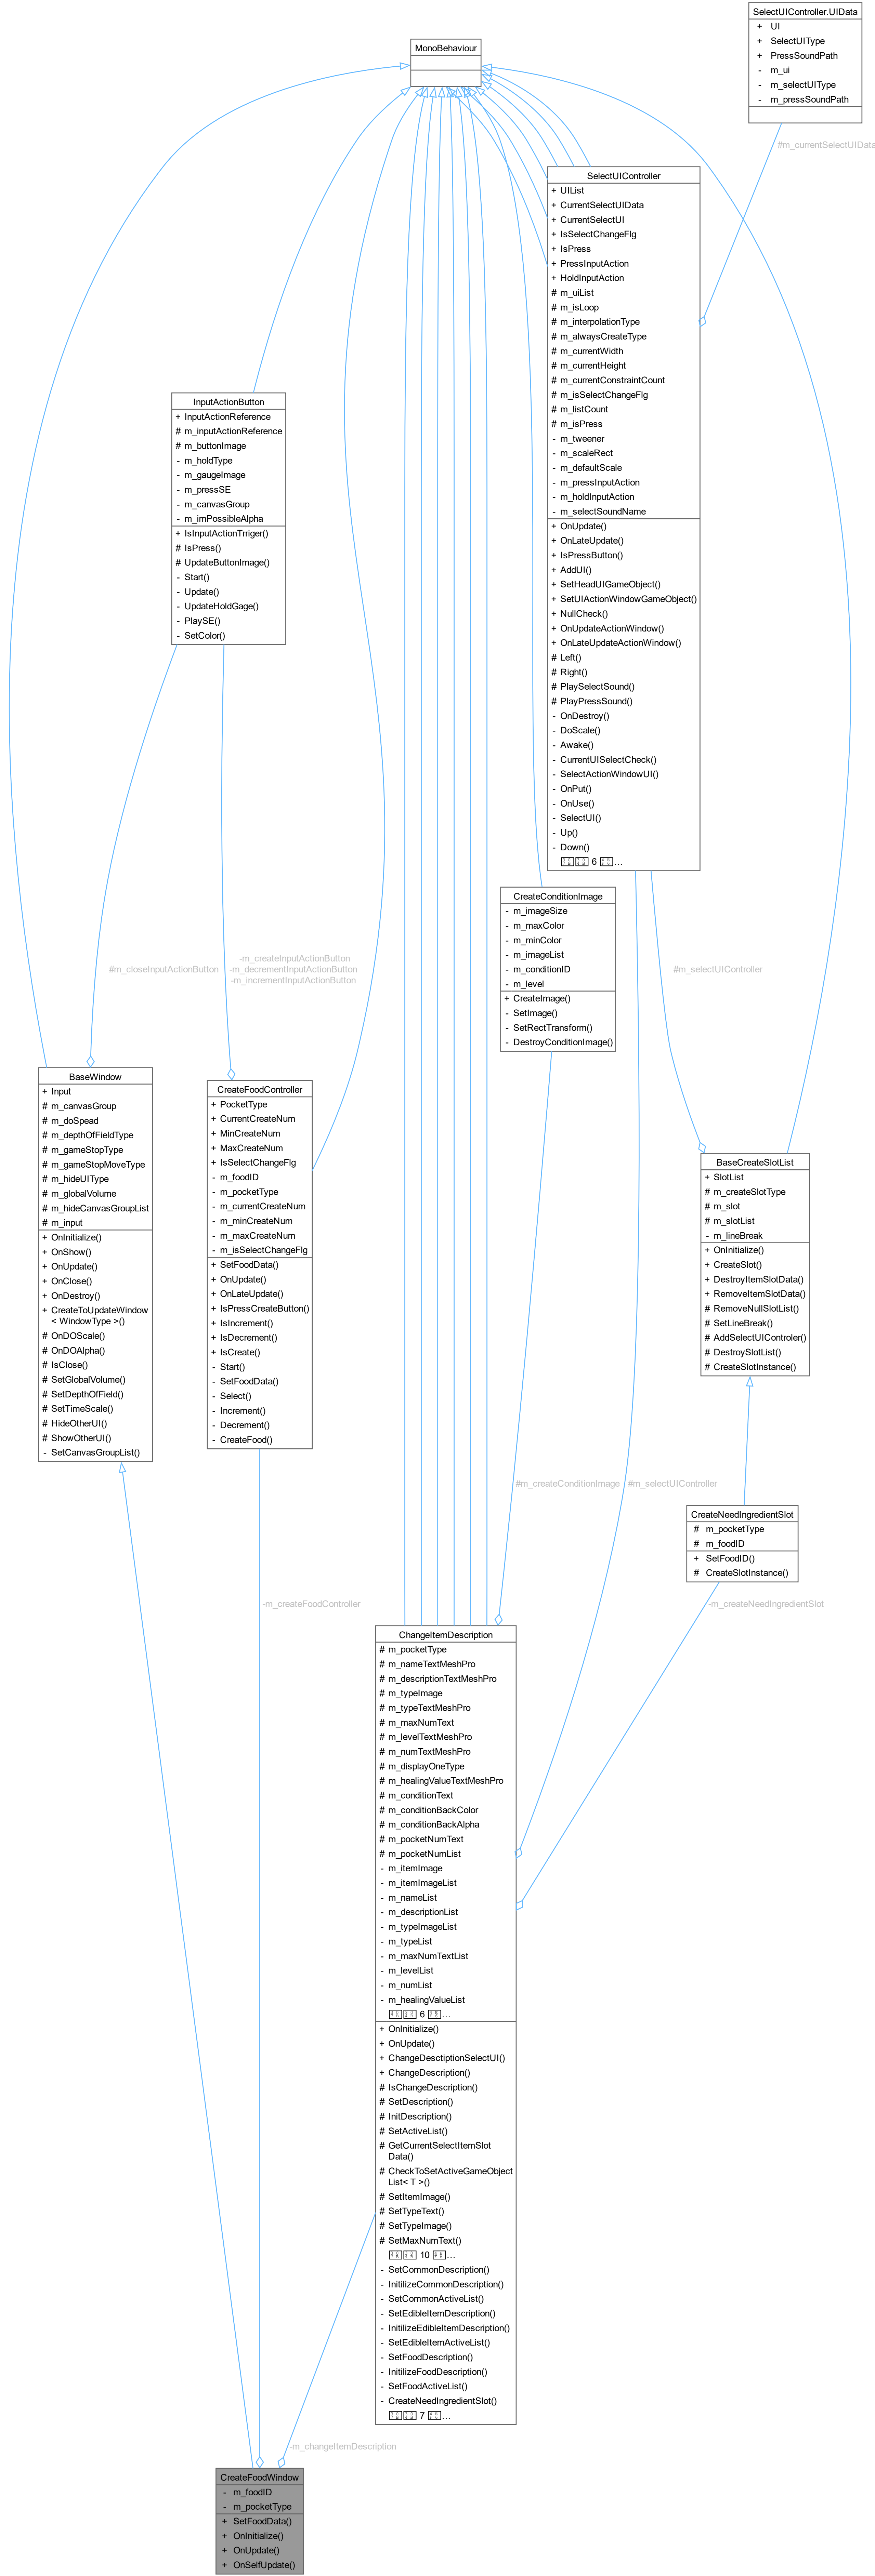 SelectUIController.UIData
+ UI
+ SelectUIType
+ PressSoundPath
- m_ui
- m_selectUIType
- m_pressSoundPath
MonoBehaviour
#m_currentSelectUIData
SelectUIController
+ UIList
+ CurrentSelectUIData
+ CurrentSelectUI
+ IsSelectChangeFlg
+ IsPress
+ PressInputAction
+ HoldInputAction
# m_uiList
# m_isLoop
# m_interpolationType
# m_alwaysCreateType
# m_currentWidth
# m_currentHeight
# m_currentConstraintCount
# m_isSelectChangeFlg
# m_listCount
# m_isPress
- m_tweener
- m_scaleRect
- m_defaultScale
- m_pressInputAction
- m_holdInputAction
- m_selectSoundName
+ OnUpdate()
+ OnLateUpdate()
+ IsPressButton()
+ AddUI()
+ SetHeadUIGameObject()
+ SetUIActionWindowGameObject()
+ NullCheck()
+ OnUpdateActionWindow()
+ OnLateUpdateActionWindow()
# Left()
# Right()
# PlaySelectSound()
# PlayPressSound()
- OnDestroy()
- DoScale()
- Awake()
- CurrentUISelectCheck()
- SelectActionWindowUI()
- OnPut()
- OnUse()
- SelectUI()
- Up()
- Down()
6 ...
InputActionButton
+ InputActionReference
# m_inputActionReference
# m_buttonImage
- m_holdType
- m_gaugeImage
- m_pressSE
- m_canvasGroup
- m_imPossibleAlpha
+ IsInputActionTrriger()
# IsPress()
# UpdateButtonImage()
- Start()
- Update()
- UpdateHoldGage()
- PlaySE()
- SetColor()
CreateConditionImage
- m_imageSize
- m_maxColor
- m_minColor
- m_imageList
- m_conditionID
- m_level
+ CreateImage()
- SetImage()
- SetRectTransform()
- DestroyConditionImage()
#m_closeInputActionButton
-m_createInputActionButton
-m_decrementInputActionButton
-m_incrementInputActionButton
#m_selectUIController
BaseWindow
+ Input
# m_canvasGroup
# m_doSpead
# m_depthOfFieldType
# m_gameStopType
# m_gameStopMoveType
# m_hideUIType
# m_globalVolume
# m_hideCanvasGroupList
# m_input
+ OnInitialize()
+ OnShow()
+ OnUpdate()
+ OnClose()
+ OnDestroy()
+ CreateToUpdateWindow
< WindowType >()
# OnDOScale()
# OnDOAlpha()
# IsClose()
# SetGlobalVolume()
# SetDepthOfField()
# SetTimeScale()
# HideOtherUI()
# ShowOtherUI()
- SetCanvasGroupList()
CreateFoodController
+ PocketType
+ CurrentCreateNum
+ MinCreateNum
+ MaxCreateNum
+ IsSelectChangeFlg
- m_foodID
- m_pocketType
- m_currentCreateNum
- m_minCreateNum
- m_maxCreateNum
- m_isSelectChangeFlg
+ SetFoodData()
+ OnUpdate()
+ OnLateUpdate()
+ IsPressCreateButton()
+ IsIncrement()
+ IsDecrement()
+ IsCreate()
- Start()
- SetFoodData()
- Select()
- Increment()
- Decrement()
- CreateFood()
BaseCreateSlotList
+ SlotList
# m_createSlotType
# m_slot
# m_slotList
- m_lineBreak
+ OnInitialize()
+ CreateSlot()
+ DestroyItemSlotData()
+ RemoveItemSlotData()
# RemoveNullSlotList()
# SetLineBreak()
# AddSelectUIControler()
# DestroySlotList()
# CreateSlotInstance()
#m_createConditionImage
#m_selectUIController
CreateNeedIngredientSlot
# m_pocketType
# m_foodID
+ SetFoodID()
# CreateSlotInstance()
-m_createFoodController
-m_createNeedIngredientSlot
ChangeItemDescription
# m_pocketType
# m_nameTextMeshPro
# m_descriptionTextMeshPro
# m_typeImage
# m_typeTextMeshPro
# m_maxNumText
# m_levelTextMeshPro
# m_numTextMeshPro
# m_displayOneType
# m_healingValueTextMeshPro
# m_conditionText
# m_conditionBackColor
# m_conditionBackAlpha
# m_pocketNumText
# m_pocketNumList
- m_itemImage
- m_itemImageList
- m_nameList
- m_descriptionList
- m_typeImageList
- m_typeList
- m_maxNumTextList
- m_levelList
- m_numList
- m_healingValueList
6 ...
+ OnInitialize()
+ OnUpdate()
+ ChangeDesctiptionSelectUI()
+ ChangeDescription()
# IsChangeDescription()
# SetDescription()
# InitDescription()
# SetActiveList()
# GetCurrentSelectItemSlot
Data()
# CheckToSetActiveGameObject
List< T >()
# SetItemImage()
# SetTypeText()
# SetTypeImage()
# SetMaxNumText()
10 ...
- SetCommonDescription()
- InitilizeCommonDescription()
- SetCommonActiveList()
- SetEdibleItemDescription()
- InitilizeEdibleItemDescription()
- SetEdibleItemActiveList()
- SetFoodDescription()
- InitilizeFoodDescription()
- SetFoodActiveList()
- CreateNeedIngredientSlot()
7 ...
-m_changeItemDescription
CreateFoodWindow
- m_foodID
- m_pocketType
+ SetFoodData()
+ OnInitialize()
+ OnUpdate()
+ OnSelfUpdate()